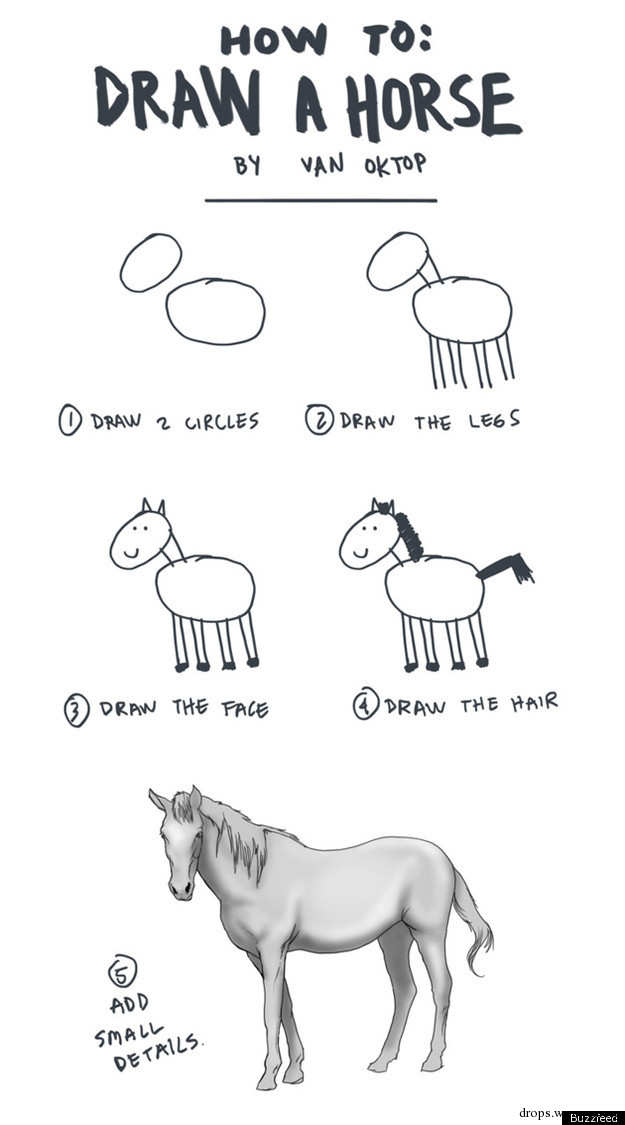 HOW TO:
DRAW A HORSE
BY VAN OKTOP
① DRAW 2 CIRCLES
② DRAW THE LEGS
③ DRAW THE FACE
④ DRAW THE HAIR
⑤
ADD
SMALL
DETAILS.
drops.w
Buzzfeed